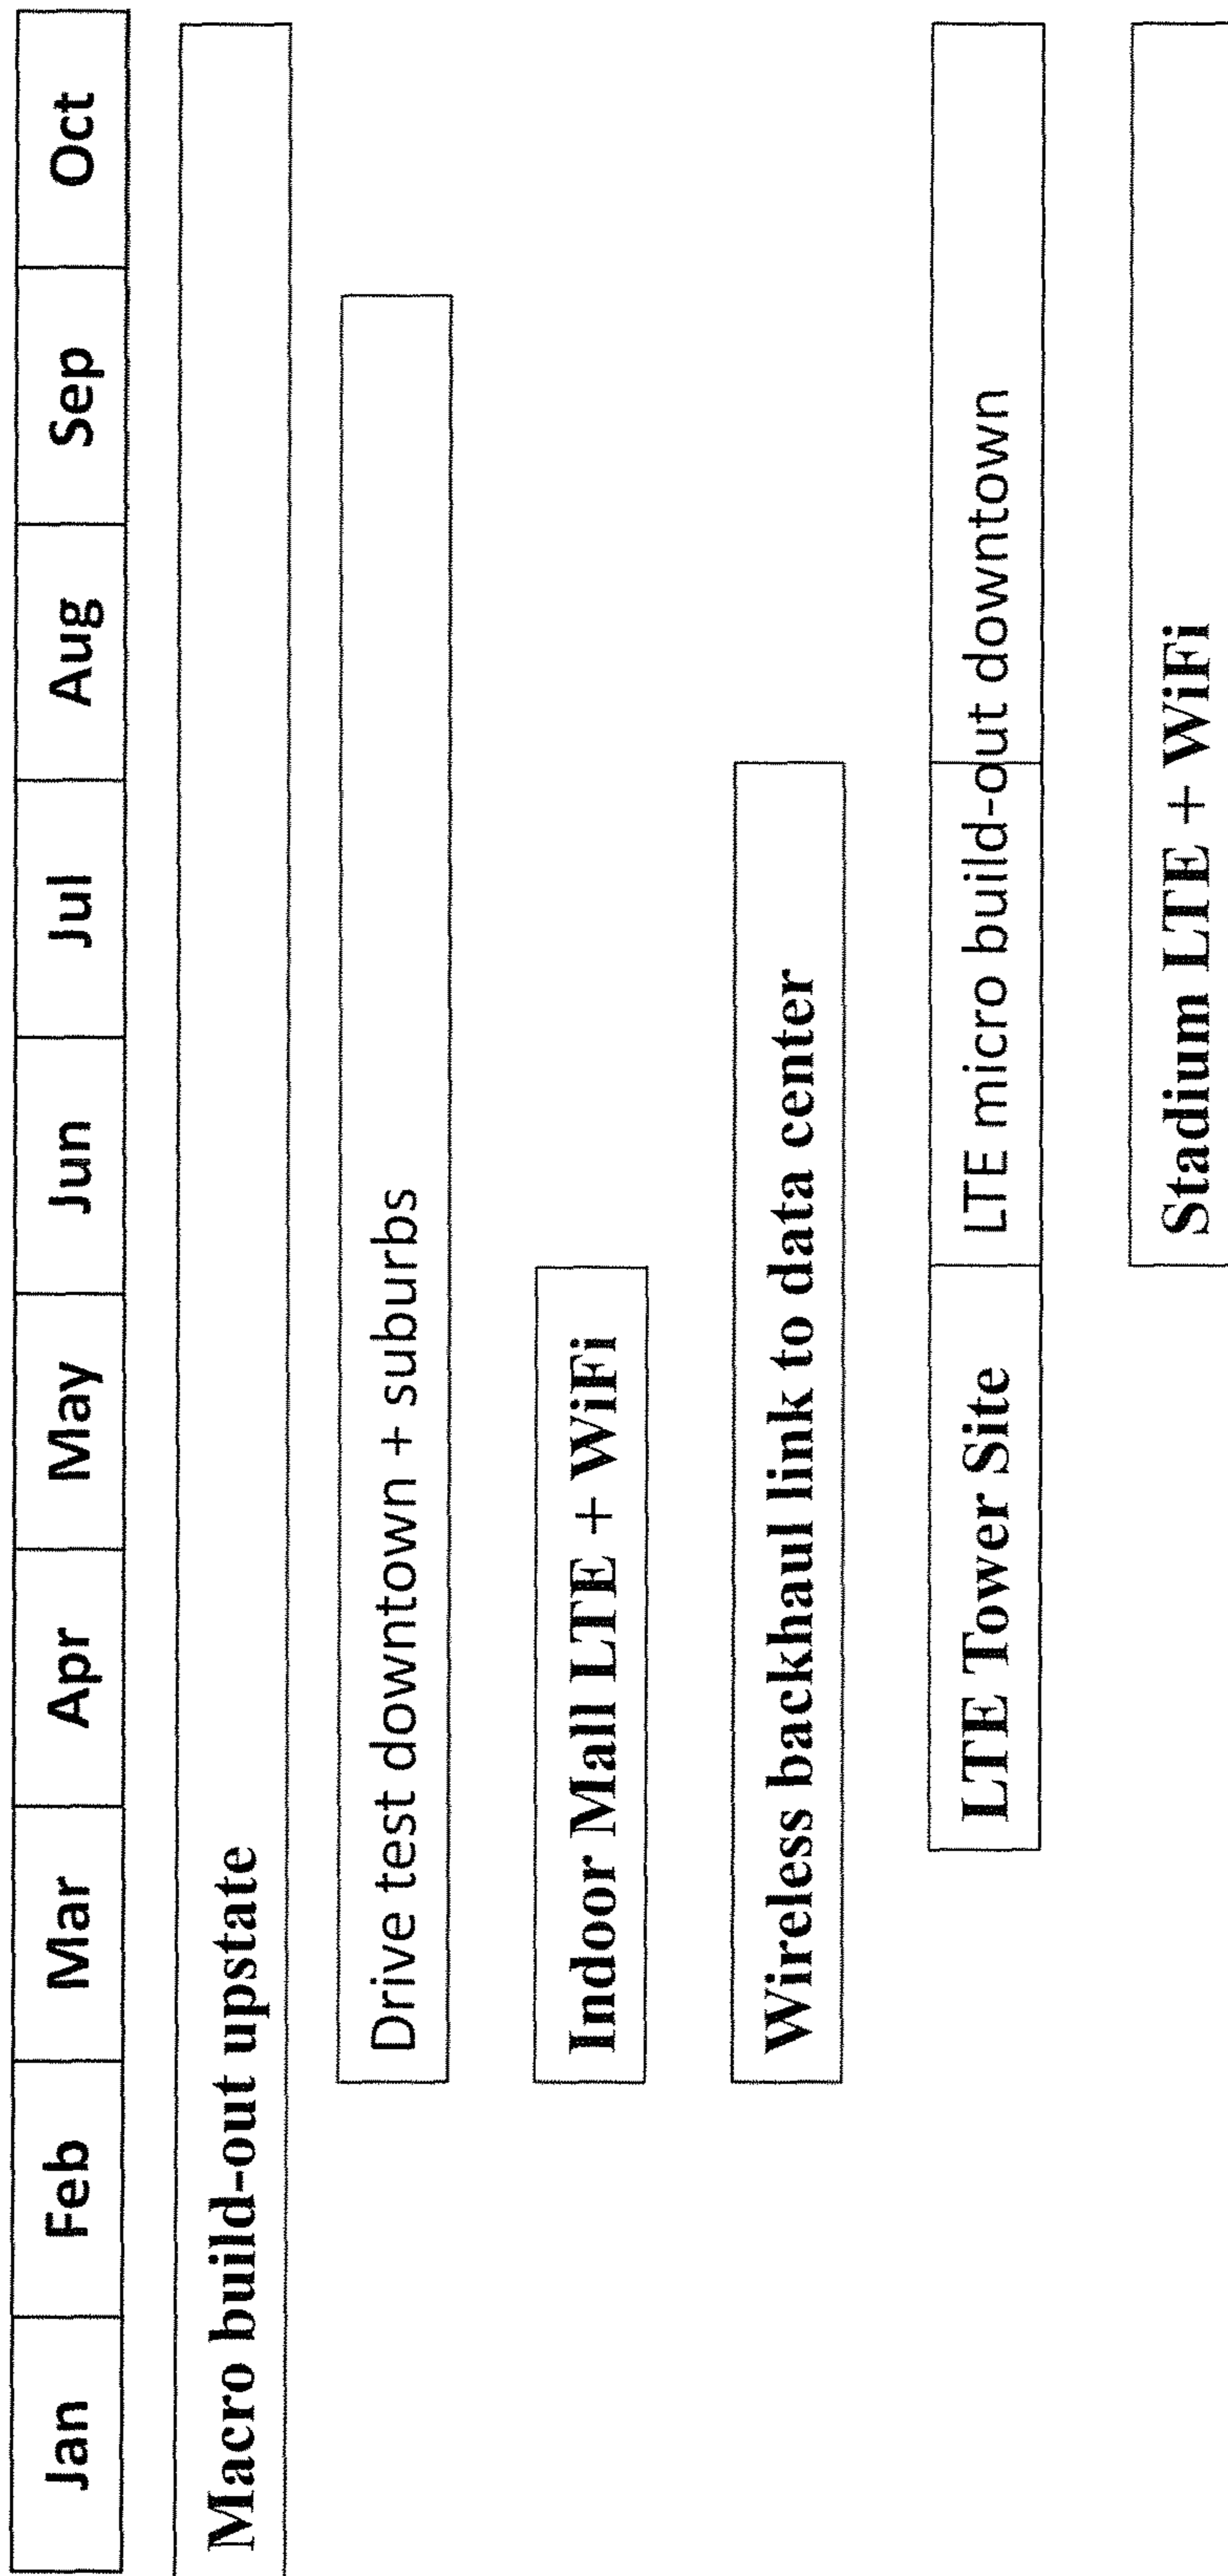 Jan Feb Mar Apr May Jun Jul Aug Sep Oct
Macro build-out upstate
Drive test downtown + suburbs
Indoor Mall LTE + WiFi
Wireless backhaul link to data center
LTE Tower Site LTE micro build-out downtown
Stadium LTE + WiFi